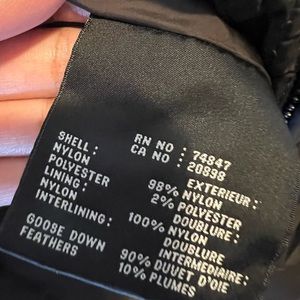 RN NO : 74847
CA NO : 20898
SHELL :
NYLON
POLYESTER
LINING :
NYLON
INTERLINING :
GOOSE DOWN
FEATHERS
EXTERIEUR :
98% NYLON
2% POLYESTER
DOUBLURE :
100% NYLON
DOUBLURE
INTERMEDIAIRE :
90% DUVET D'OIE
10% PLUMES